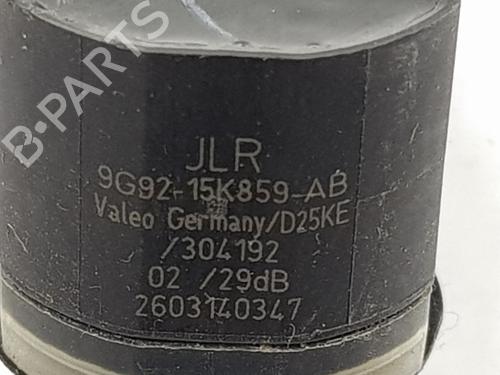 B-PARTS
JLR
9G92-15K859-AB
Valeo Germany/D25KE
/304192
02 /29dB
2603140347